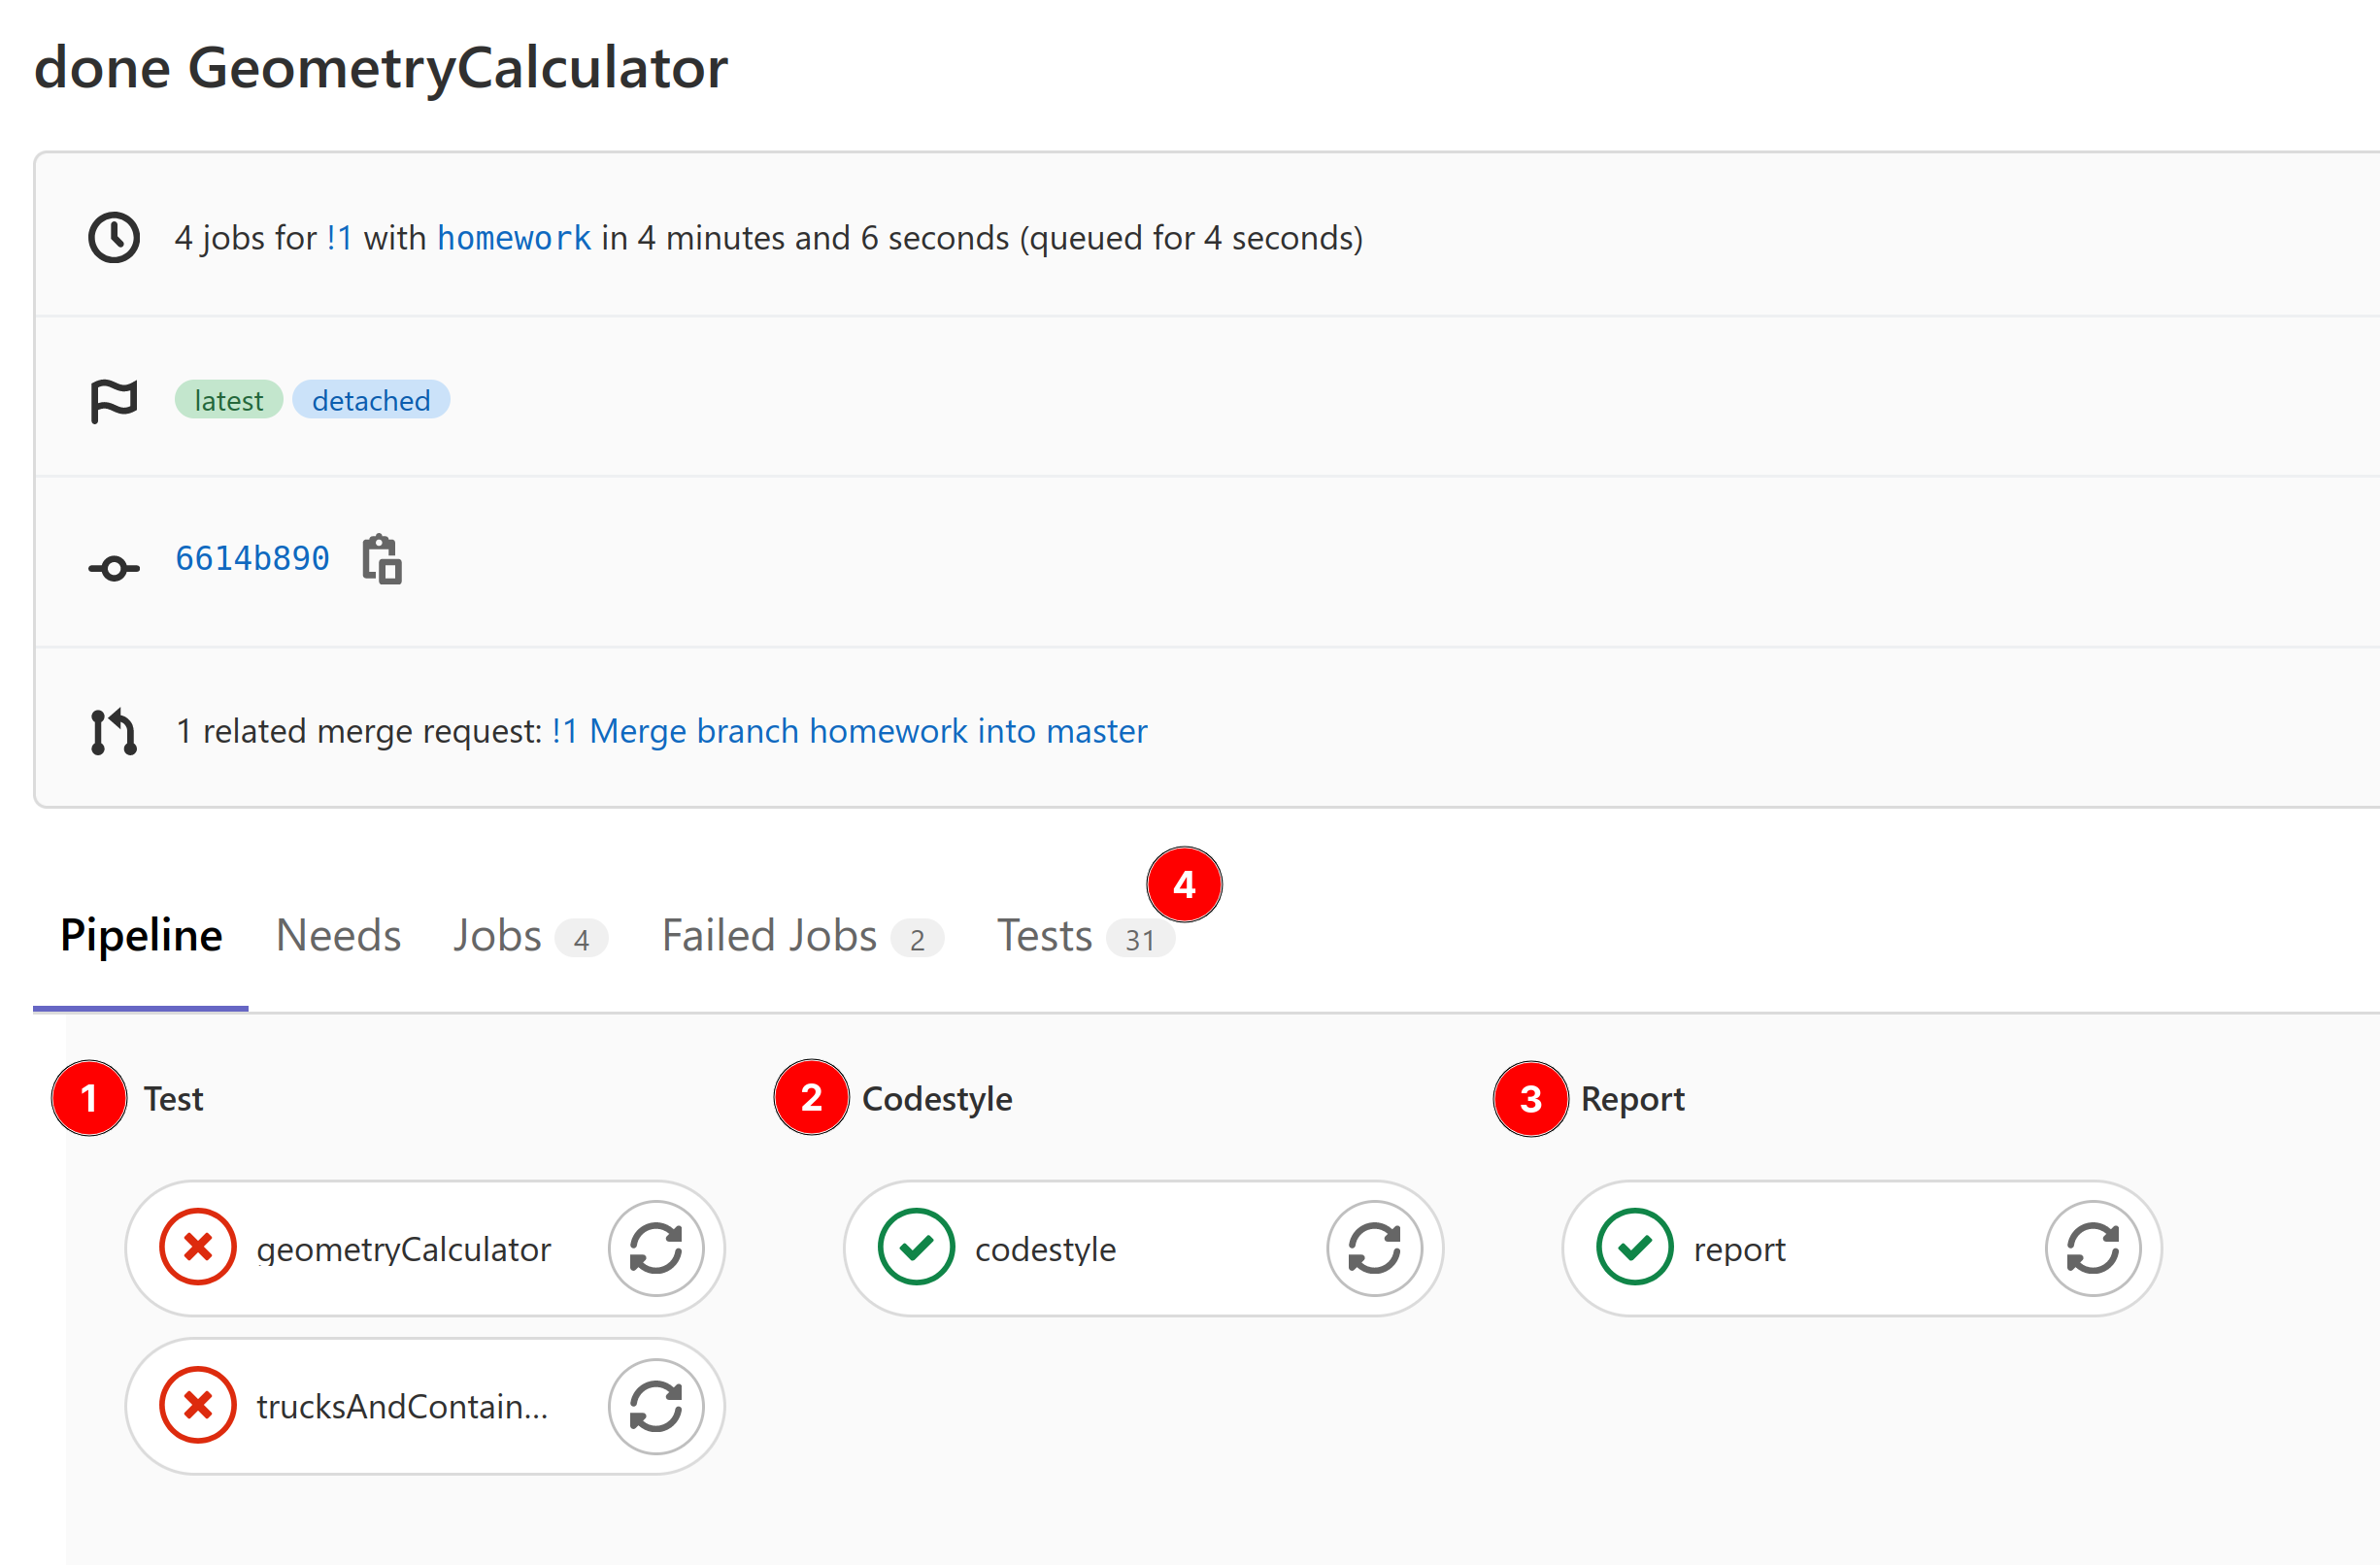 done GeometryCalculator
4 jobs for !1 with homework in 4 minutes and 6 seconds (queued for 4 seconds)
latest detached
6614b890
1 related merge request: !1 Merge branch homework into master
4
Pipeline Needs Jobs 4 Failed Jobs 2 Tests 31
1 Test 2 Codestyle 3 Report
geometryCalculator codestyle report
trucksAndContain...